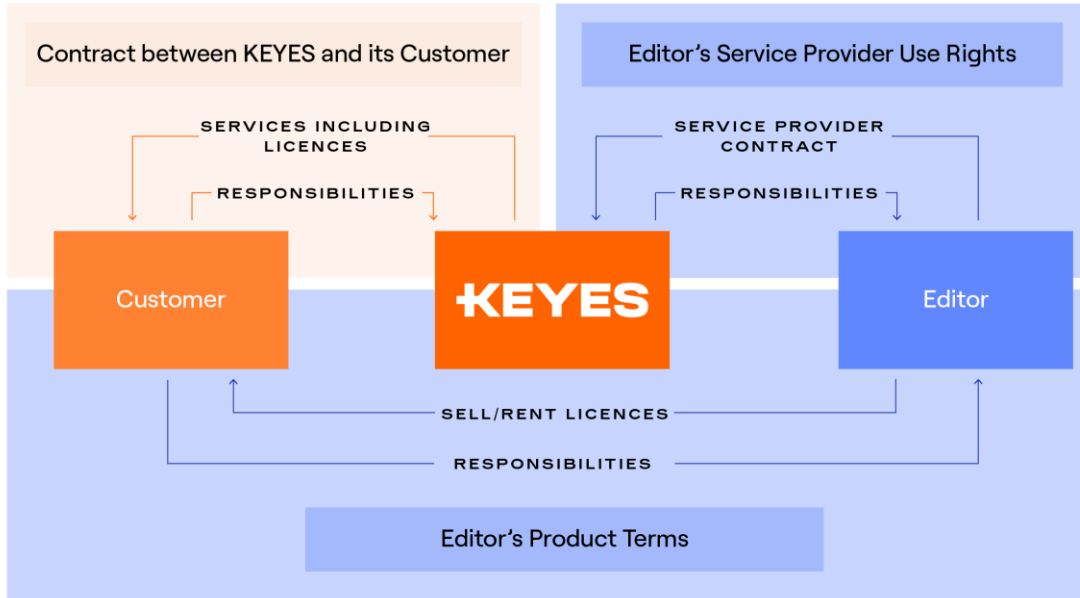 Contract between KEYES and its Customer
Editor's Service Provider Use Rights
SERVICES INCLUDING
LICENCES
RESPONSIBILITIES
SERVICE PROVIDER
CONTRACT
RESPONSIBILITIES
Customer
KEYES
Editor
SELL/RENT LICENCES
RESPONSIBILITIES
Editor's Product Terms